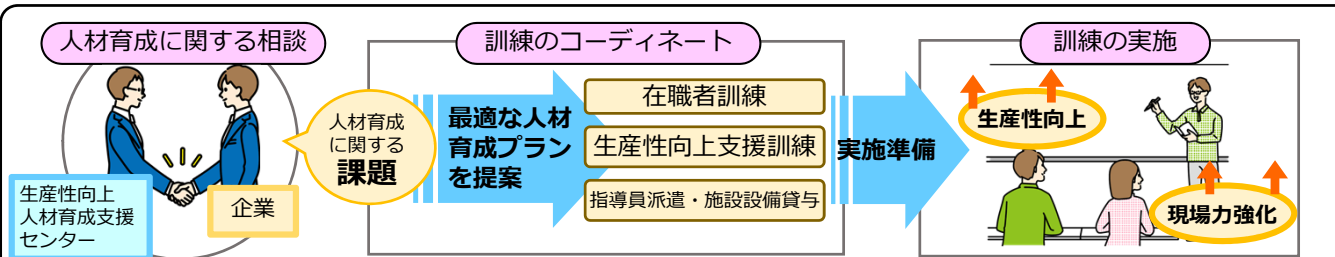 人材育成に関する相談
生産性向上
人材育成支援
センター
企業
人材育成
に関する
課題
訓練のコーディネート
最適な人材
育成プラン
を提案
在職者訓練
生産性向上支援訓練
指導員派遣・施設設備貸与
実施準備
訓練の実施
生産性向上
現場力強化